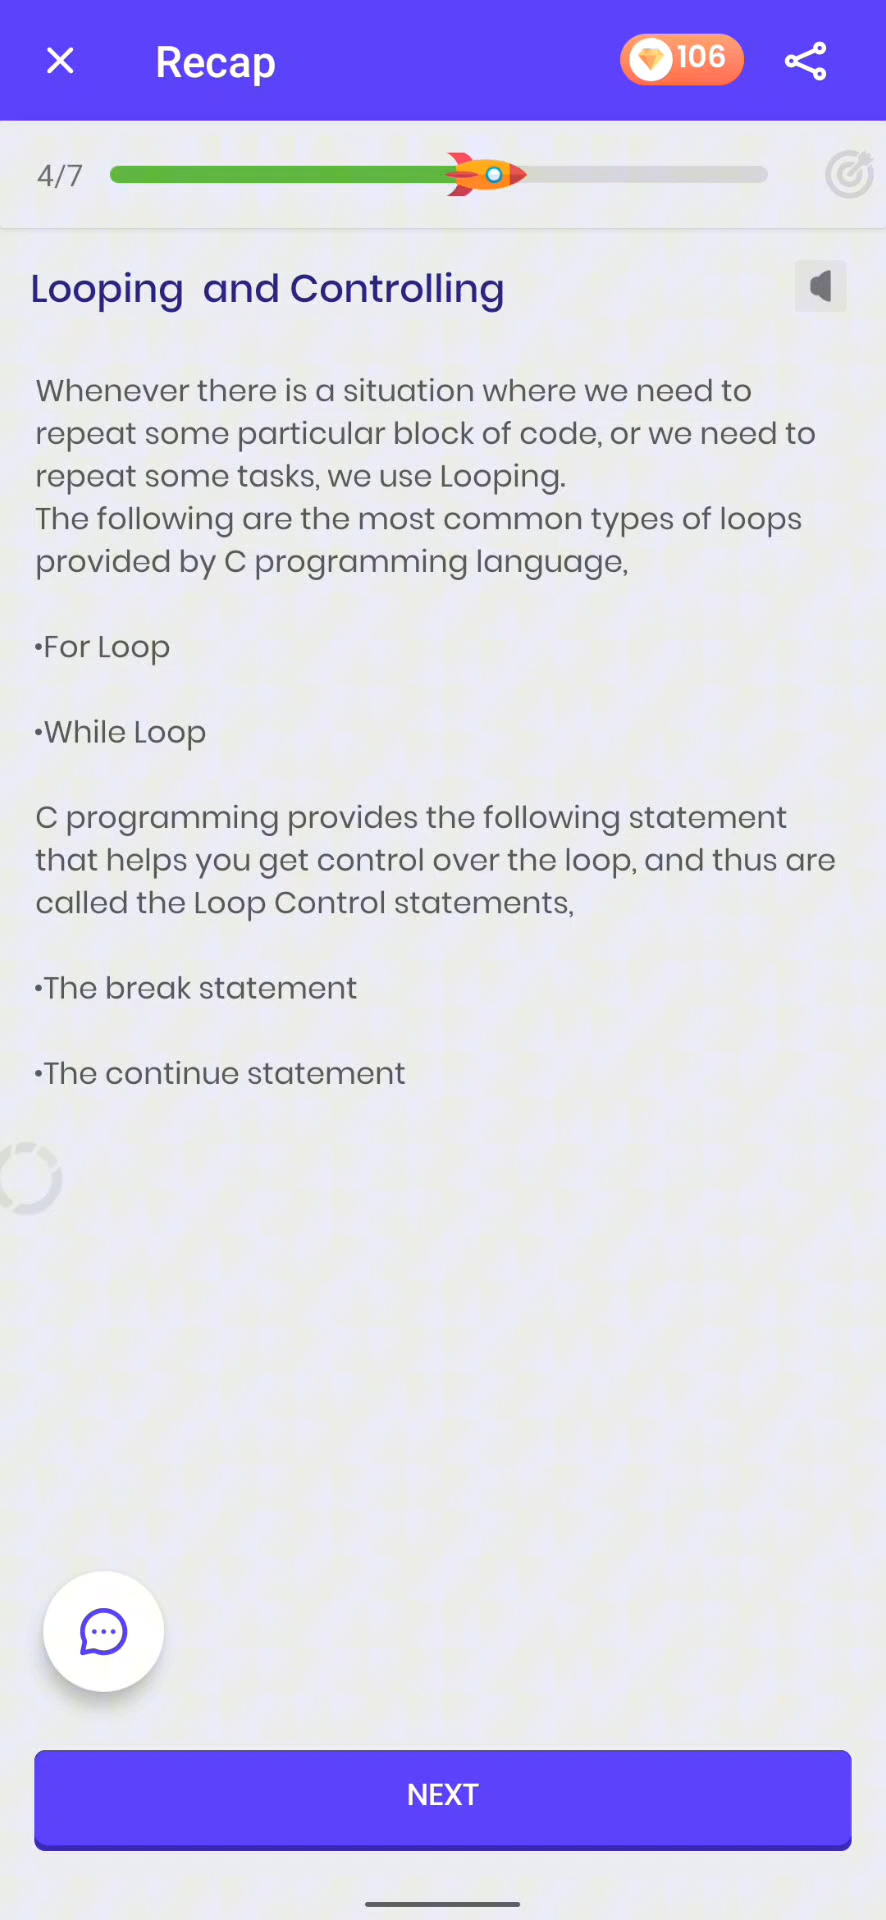 Recap
106
4/7
Looping and Controlling
Whenever there is a situation where we need to
repeat some particular block of code, or we need to
repeat some tasks, we use Looping.
The following are the most common types of loops
provided by C programming language,
•For Loop
•While Loop
C programming provides the following statement
that helps you get control over the loop, and thus are
called the Loop Control statements,
•The break statement
•The continue statement
NEXT